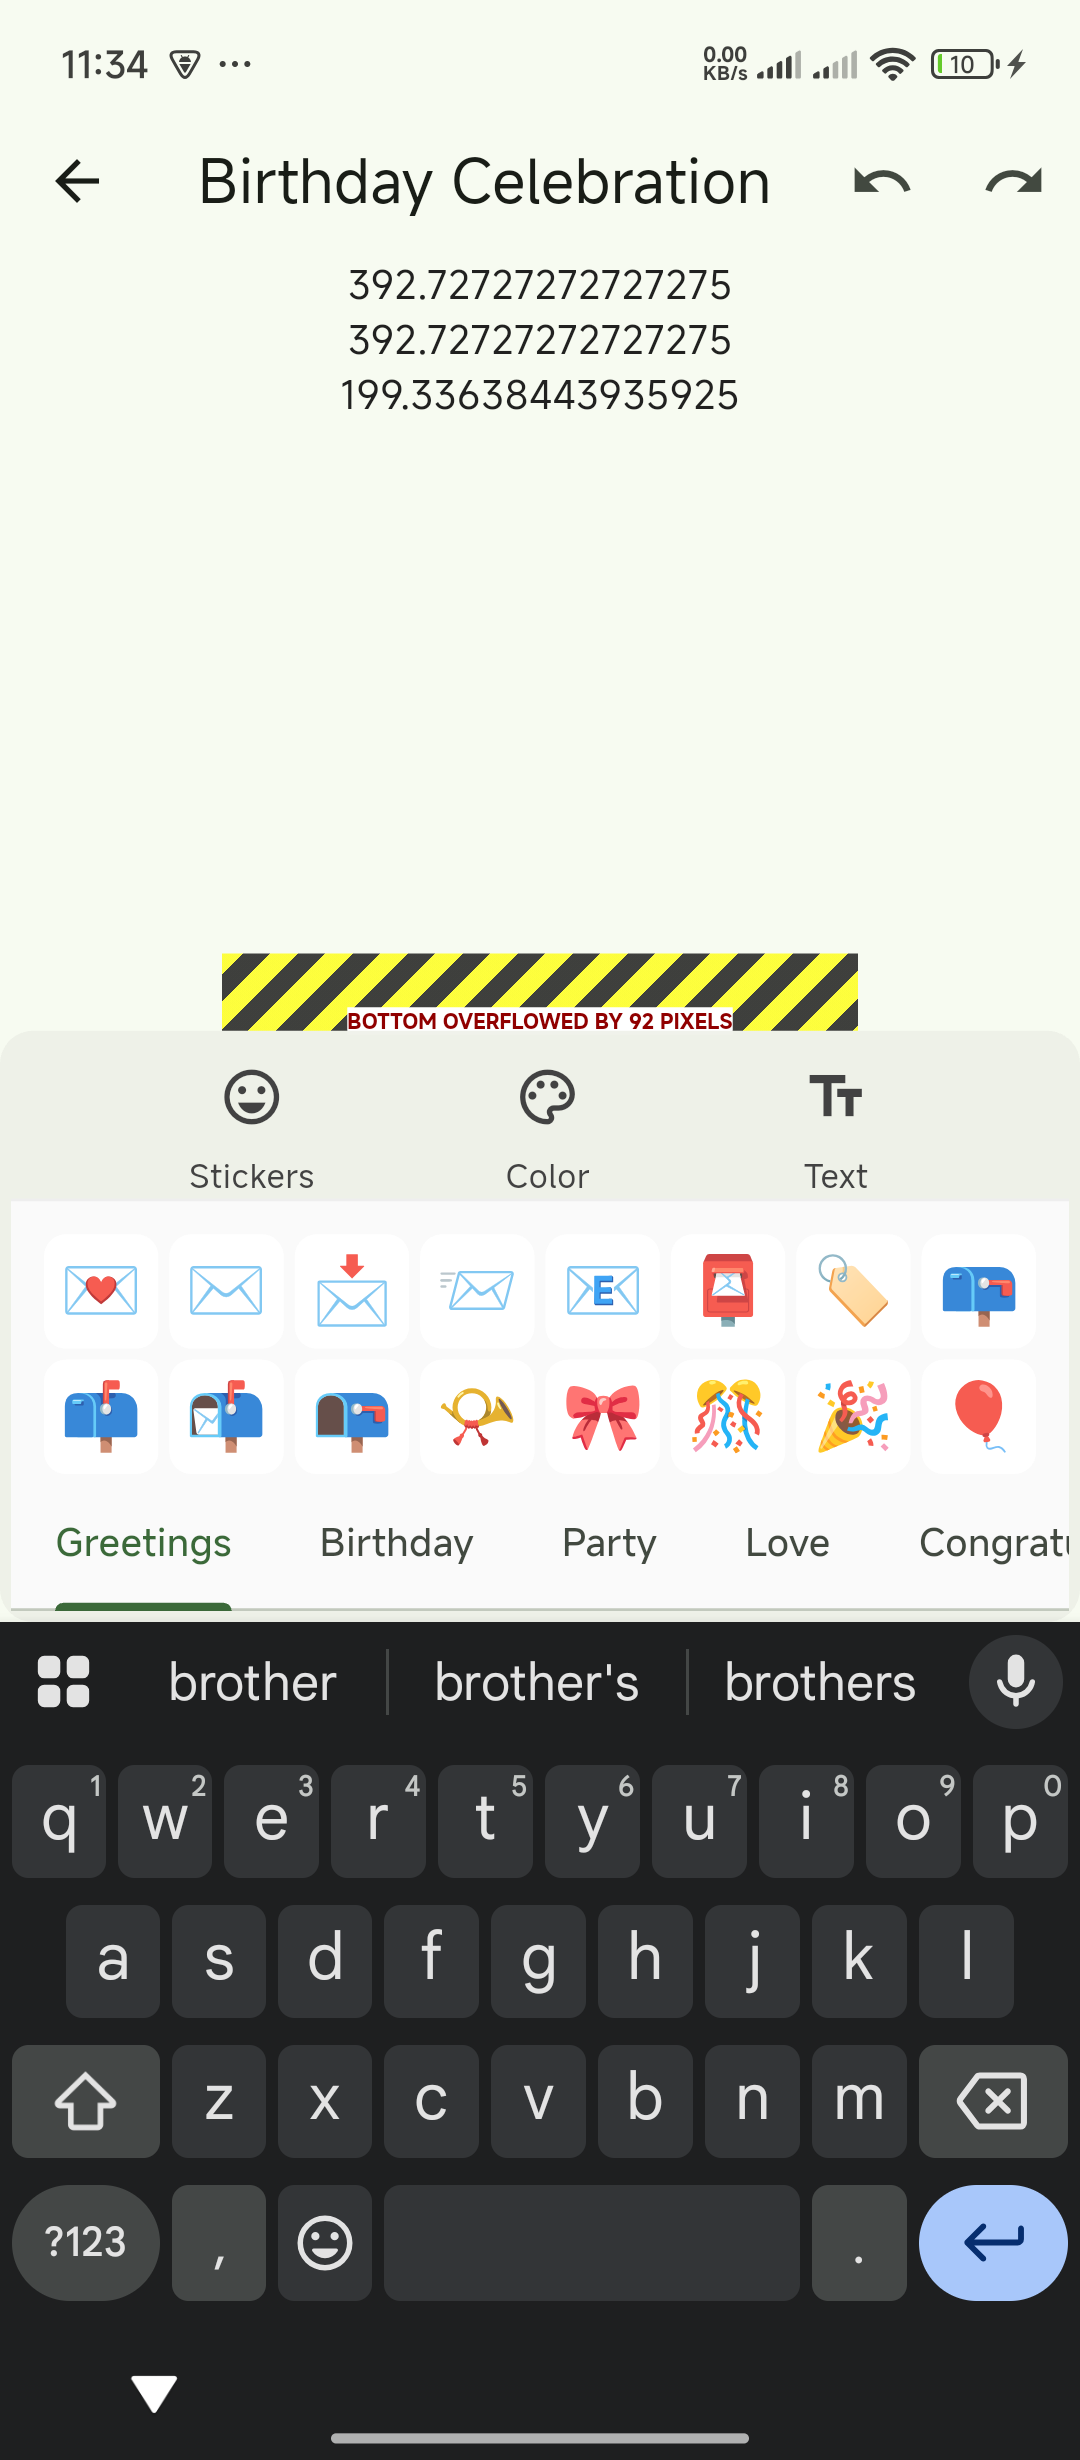 11:34
0.00
KB/s
10
Birthday Celebration
392.72727272727275
392.72727272727275
199.33638443935925
BOTTOM OVERFLOWED BY 92 PIXELS
Stickers Color Text
E
Greetings Birthday Party Love Congratu
brother brother's brothers
q 1 w 2 e 3 r 4 t 5 y 6 u 7 i 8 o 9 p 0
a s d f g h j k l
z x c v b n m
?123 , .